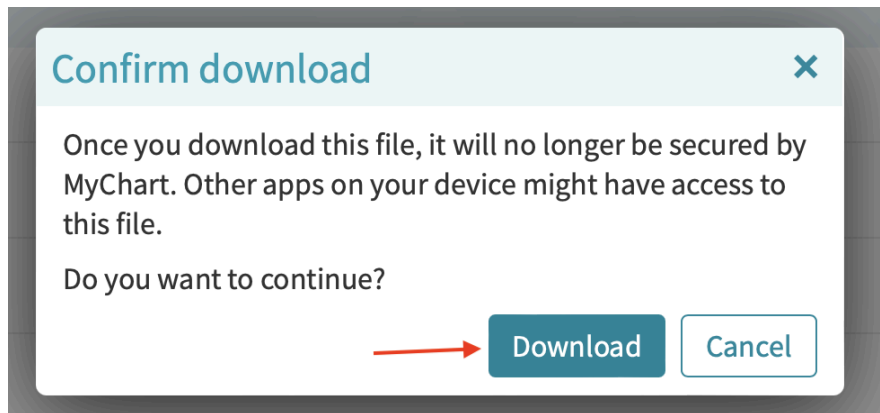 Confirm download
Once you download this file, it will no longer be secured by
MyChart. Other apps on your device might have access to
this file.
Do you want to continue?
Download
Cancel